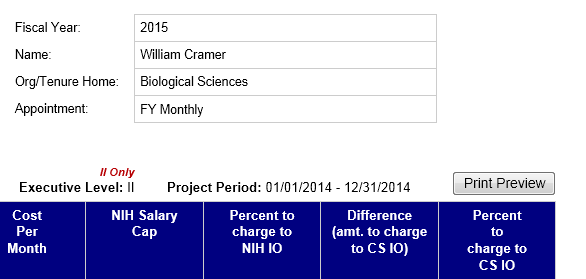 Fiscal Year: 2015
Name: William Cramer
Org/Tenure Home: Biological Sciences
Appointment: FY Monthly
II Only
Executive Level: II Project Period: 01/01/2014 - 12/31/2014 Print Preview
Cost Per Month
NIH Salary Cap
Percent to charge to NIH IO
Difference (amt. to charge to CS IO)
Percent to charge to CS IO